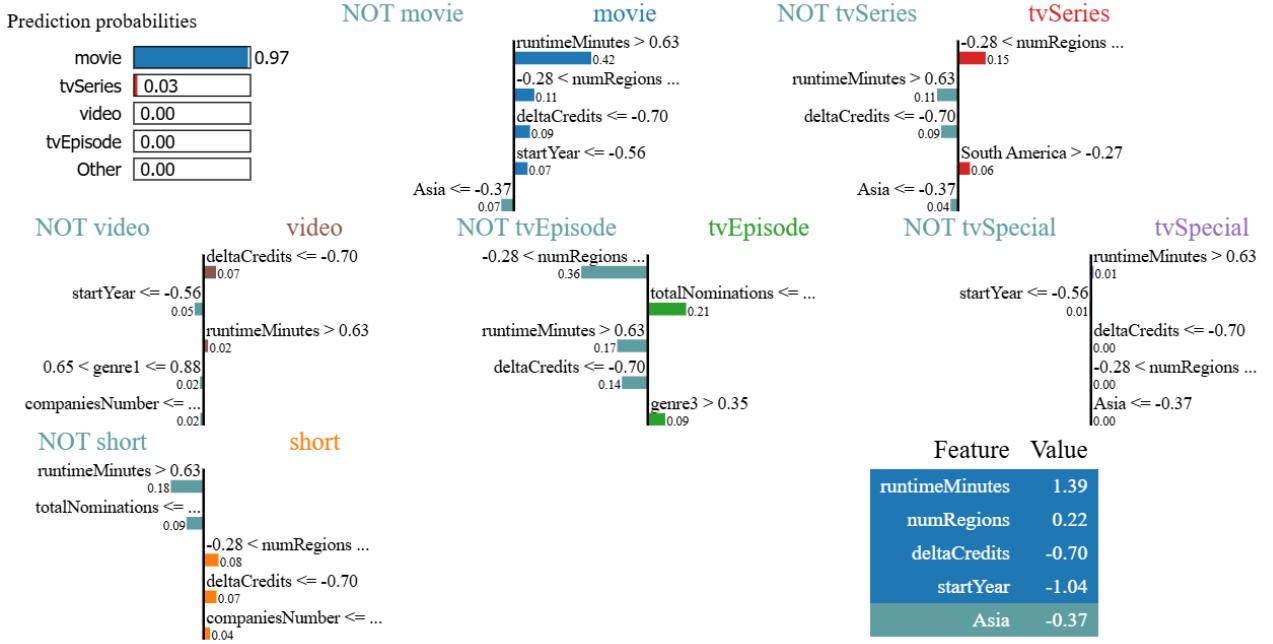 Prediction probabilities
movie 0.97
tvSeries 0.03
video 0.00
tvEpisode 0.00
Other 0.00
NOT movie movie
runtimeMinutes > 0.63
0.42
-0.28 < numRegions ...
0.11
deltaCredits <= -0.70
0.09
startYear <= -0.56
0.07
Asia <= -0.37
0.07
NOT tvSeries tvSeries
-0.28 < numRegions ...
0.15
runtimeMinutes > 0.63
0.11
deltaCredits <= -0.70
0.09
South America > -0.27
0.06
Asia <= -0.37
0.04
NOT video video
deltaCredits <= -0.70
0.07
startYear <= -0.56
0.05
runtimeMinutes > 0.63
0.02
0.65 < genre1 <= 0.88
0.02
companiesNumber <= ...
0.02
NOT tvEpisode tvEpisode
-0.28 < numRegions ...
0.36
totalNominations <= ...
0.21
runtimeMinutes > 0.63
0.17
deltaCredits <= -0.70
0.14
genre3 > 0.35
0.09
NOT tvSpecial tvSpecial
runtimeMinutes > 0.63
0.01
startYear <= -0.56
0.01
deltaCredits <= -0.70
0.00
-0.28 < numRegions ...
0.00
Asia <= -0.37
0.00
NOT short short
runtimeMinutes > 0.63
0.18
totalNominations <= ...
0.09
-0.28 < numRegions ...
0.08
deltaCredits <= -0.70
0.07
companiesNumber <= ...
0.04
Feature Value
runtimeMinutes 1.39
numRegions 0.22
deltaCredits -0.70
startYear -1.04
Asia -0.37